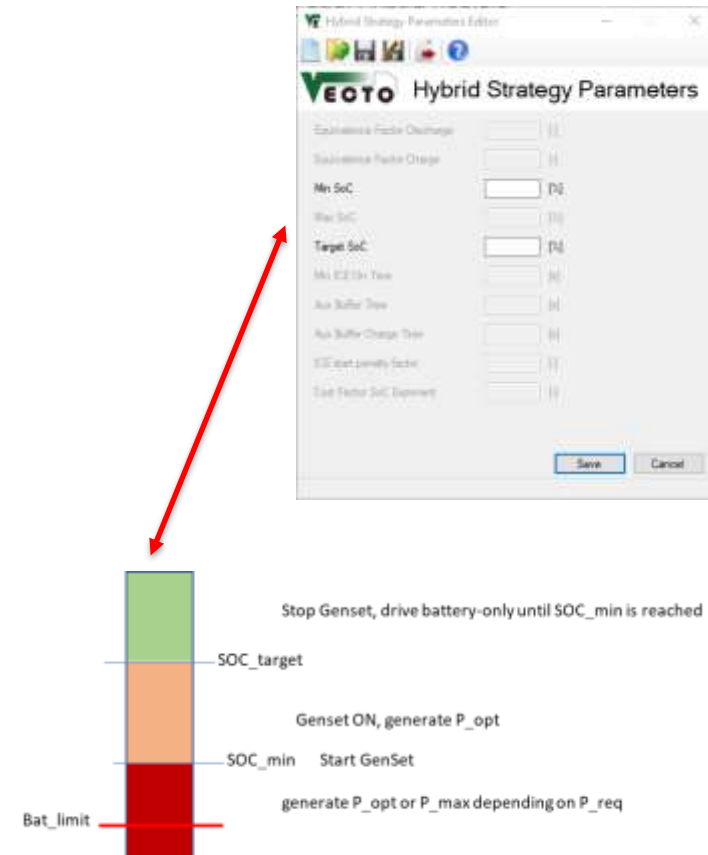 Hybrid Strategy Parameters Editor
VECTO Hybrid Strategy Parameters
Equivalence Factor Discharge [-]
Equivalence Factor Charge [-]
Min SoC [%]
Max SoC [%]
Target SoC [%]
Min ICE On Time [s]
Aux Buffer Time [s]
Aux Buffer Charge Time [s]
ICE start penalty factor [-]
Cost Factor SoC Exponent [-]
Save Cancel
Stop Genset, drive battery-only until SOC_min is reached
SOC_target
Genset ON, generate P_opt
SOC_min Start GenSet
generate P_opt or P_max depending on P_req
Bat_limit